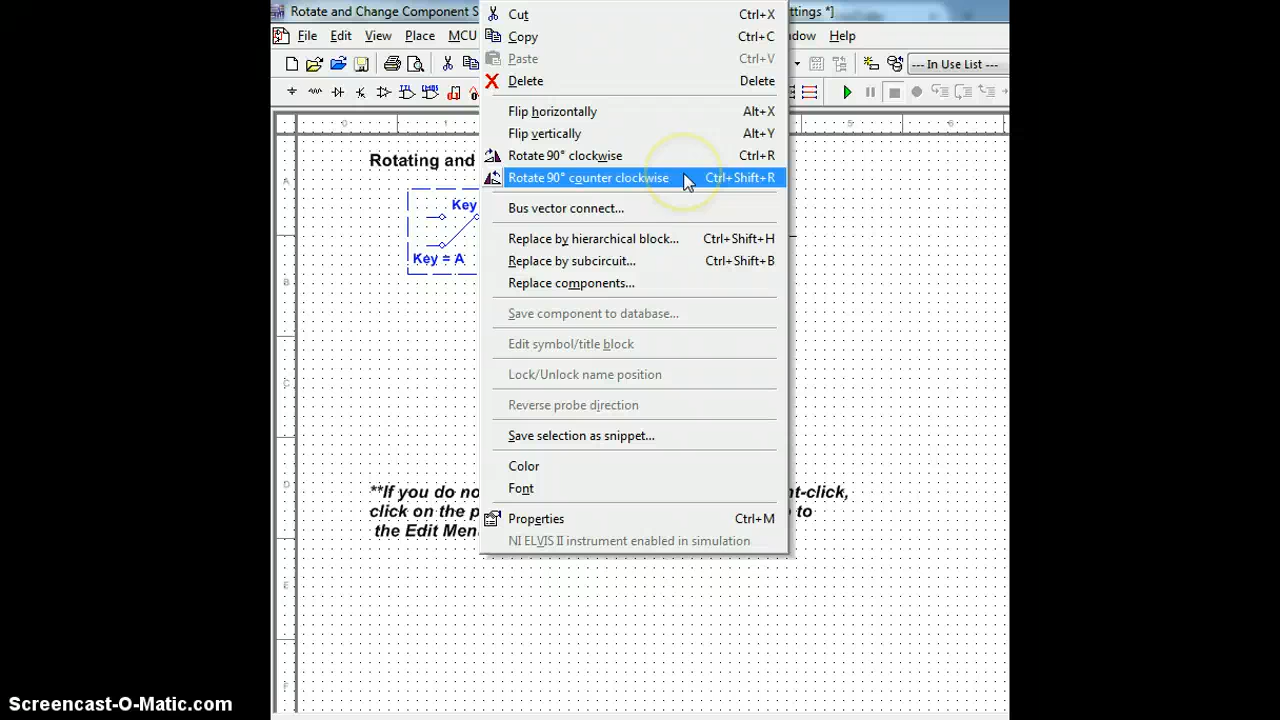 Rotate and Change Component S
ttings *]
File Edit View Place MCU
ndow Help
--- In Use List ---
Cut Ctrl+X
Copy Ctrl+C
Paste Ctrl+V
Delete Delete
Flip horizontally Alt+X
Flip vertically Alt+Y
Rotate 90° clockwise Ctrl+R
Rotate 90° counter clockwise Ctrl+Shift+R
Bus vector connect...
Replace by hierarchical block... Ctrl+Shift+H
Replace by subcircuit... Ctrl+Shift+B
Replace components...
Save component to database...
Edit symbol/title block
Lock/Unlock name position
Reverse probe direction
Save selection as snippet...
Color
Font
Properties Ctrl+M
NI ELVIS II instrument enabled in simulation
0 1 5 6
A
B
C
D
E
F
Rotating and
Key
Key = A
**If you do no
nt-click,
click on the p
o to
the Edit Men
Screencast-O-Matic.com